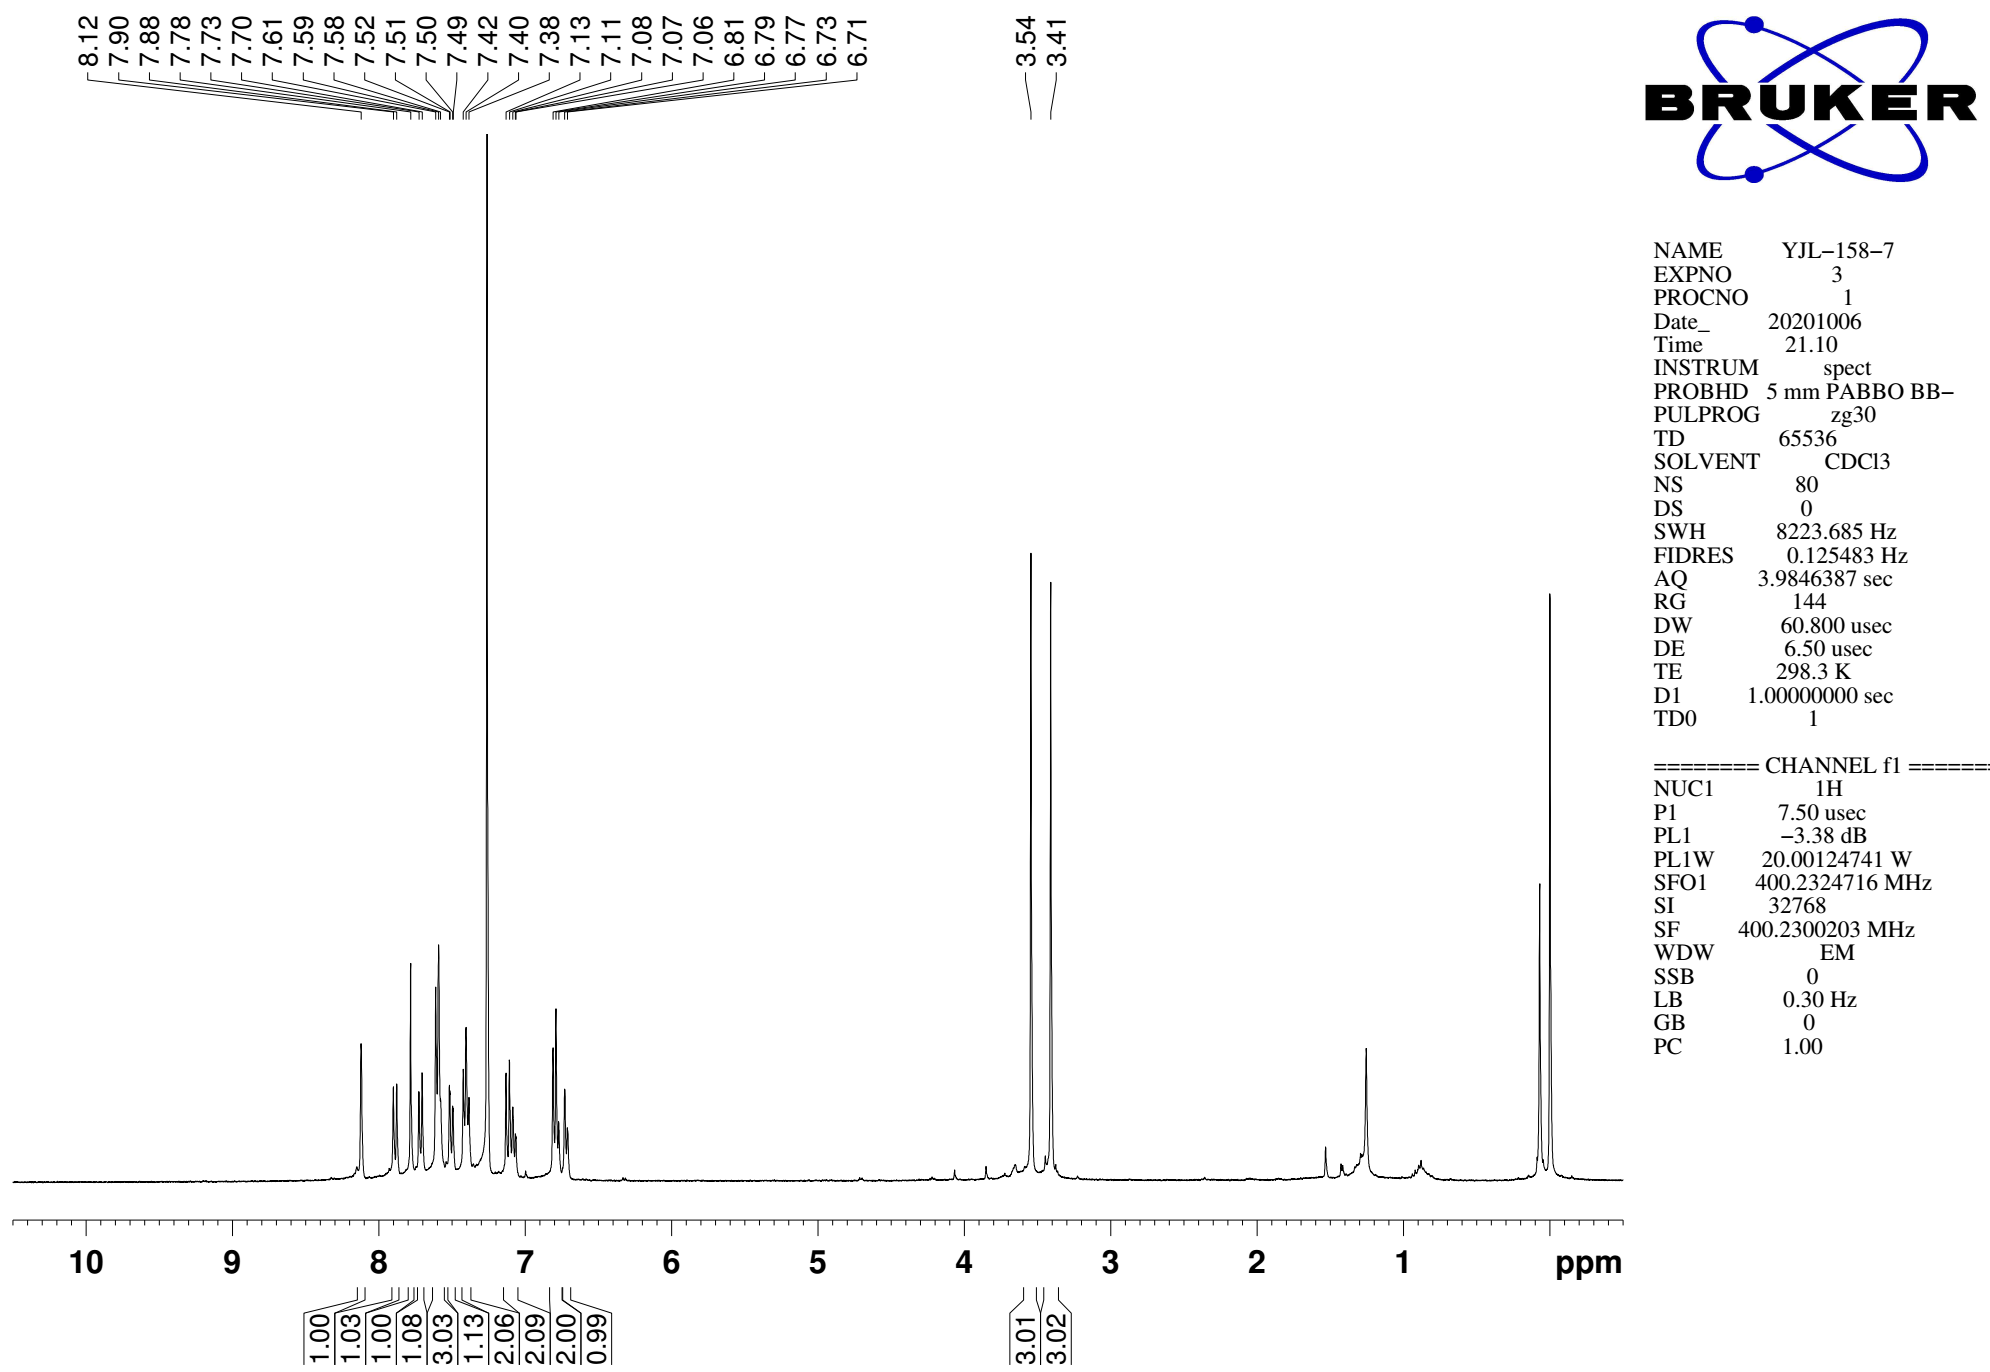 8.12
7.90
7.88
7.78
7.73
7.70
7.61
7.59
7.58
7.52
7.51
7.50
7.49
7.42
7.40
7.38
7.13
7.11
7.08
7.07
7.06
6.81
6.79
6.77
6.73
6.71
3.54
3.41
BRUKER
NAME YJL−158−7
EXPNO 3
PROCNO 1
Date_ 20201006
Time 21.10
INSTRUM spect
PROBHD 5 mm PABBO BB−
PULPROG zg30
TD 65536
SOLVENT CDCl3
NS 80
DS 0
SWH 8223.685 Hz
FIDRES 0.125483 Hz
AQ 3.9846387 sec
RG 144
DW 60.800 usec
DE 6.50 usec
TE 298.3 K
D1 1.00000000 sec
TD0 1
======== CHANNEL f1 =======
NUC1 1H
P1 7.50 usec
PL1 −3.38 dB
PL1W 20.00124741 W
SFO1 400.2324716 MHz
SI 32768
SF 400.2300203 MHz
WDW EM
SSB 0
LB 0.30 Hz
GB 0
PC 1.00
10 9 8 7 6 5 4 3 2 1 ppm
1.00
1.03
1.00
1.08
3.03
1.13
2.06
2.09
2.00
0.99
3.01
3.02